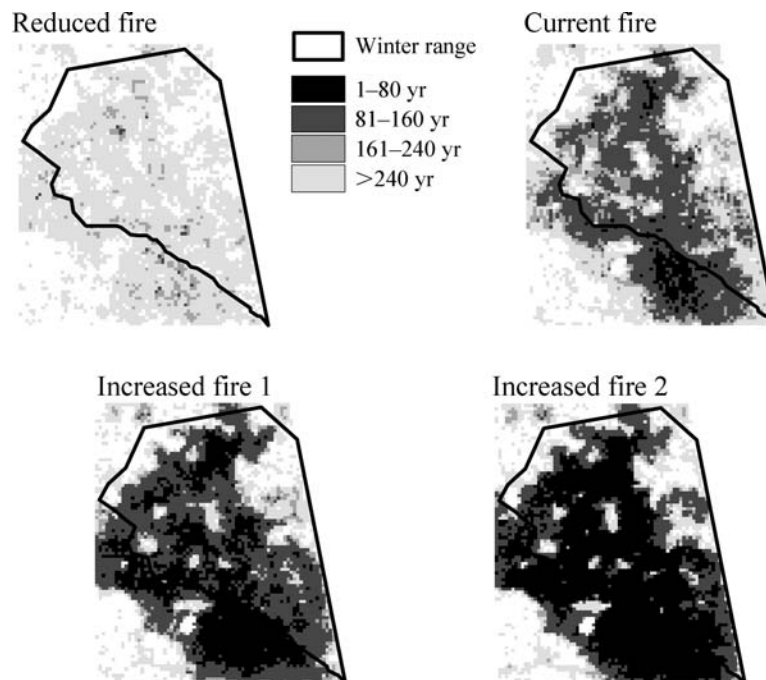 Reduced fire
Current fire
Winter range
1–80 yr
81–160 yr
161–240 yr
>240 yr
Increased fire 1
Increased fire 2